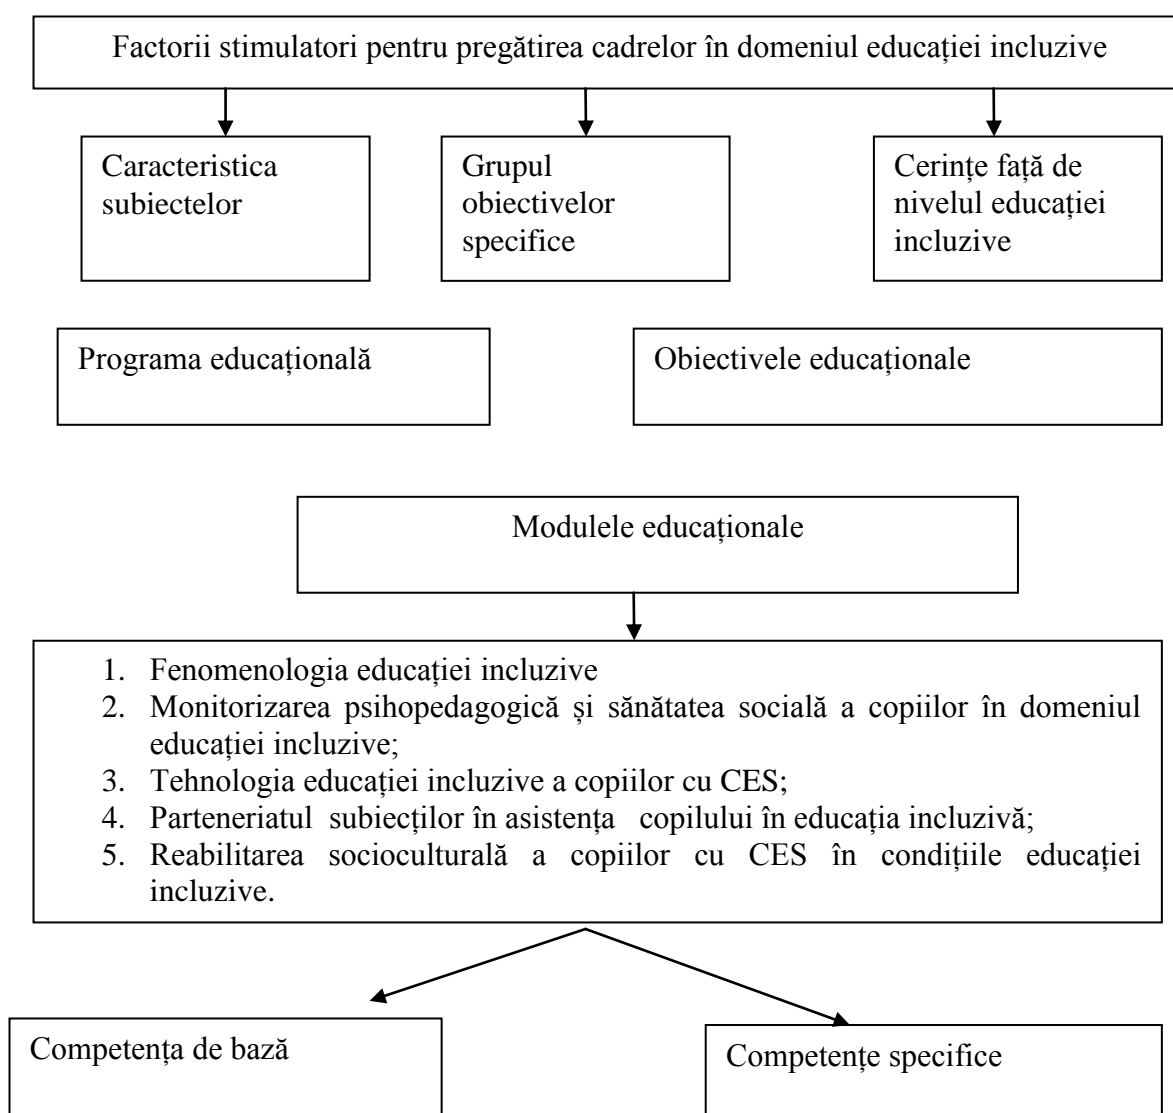 Factorii stimulatori pentru pregătirea cadrelor în domeniul educației incluzive
Caracteristica
subiectelor
Grupul
obiectivelor
specifice
Cerințe față de
nivelul educației
incluzive
Programa educațională
Obiectivele educaționale
Modulele educaționale
1. Fenomenologia educației incluzive
2. Monitorizarea psihopedagogică și sănătatea socială a copiilor în domeniul
educației incluzive;
3. Tehnologia educației incluzive a copiilor cu CES;
4. Parteneriatul subiecților în asistența copilului în educația incluzivă;
5. Reabilitarea socioculturală a copiilor cu CES în condițiile educației
incluzive.
Competența de bază
Competențe specifice